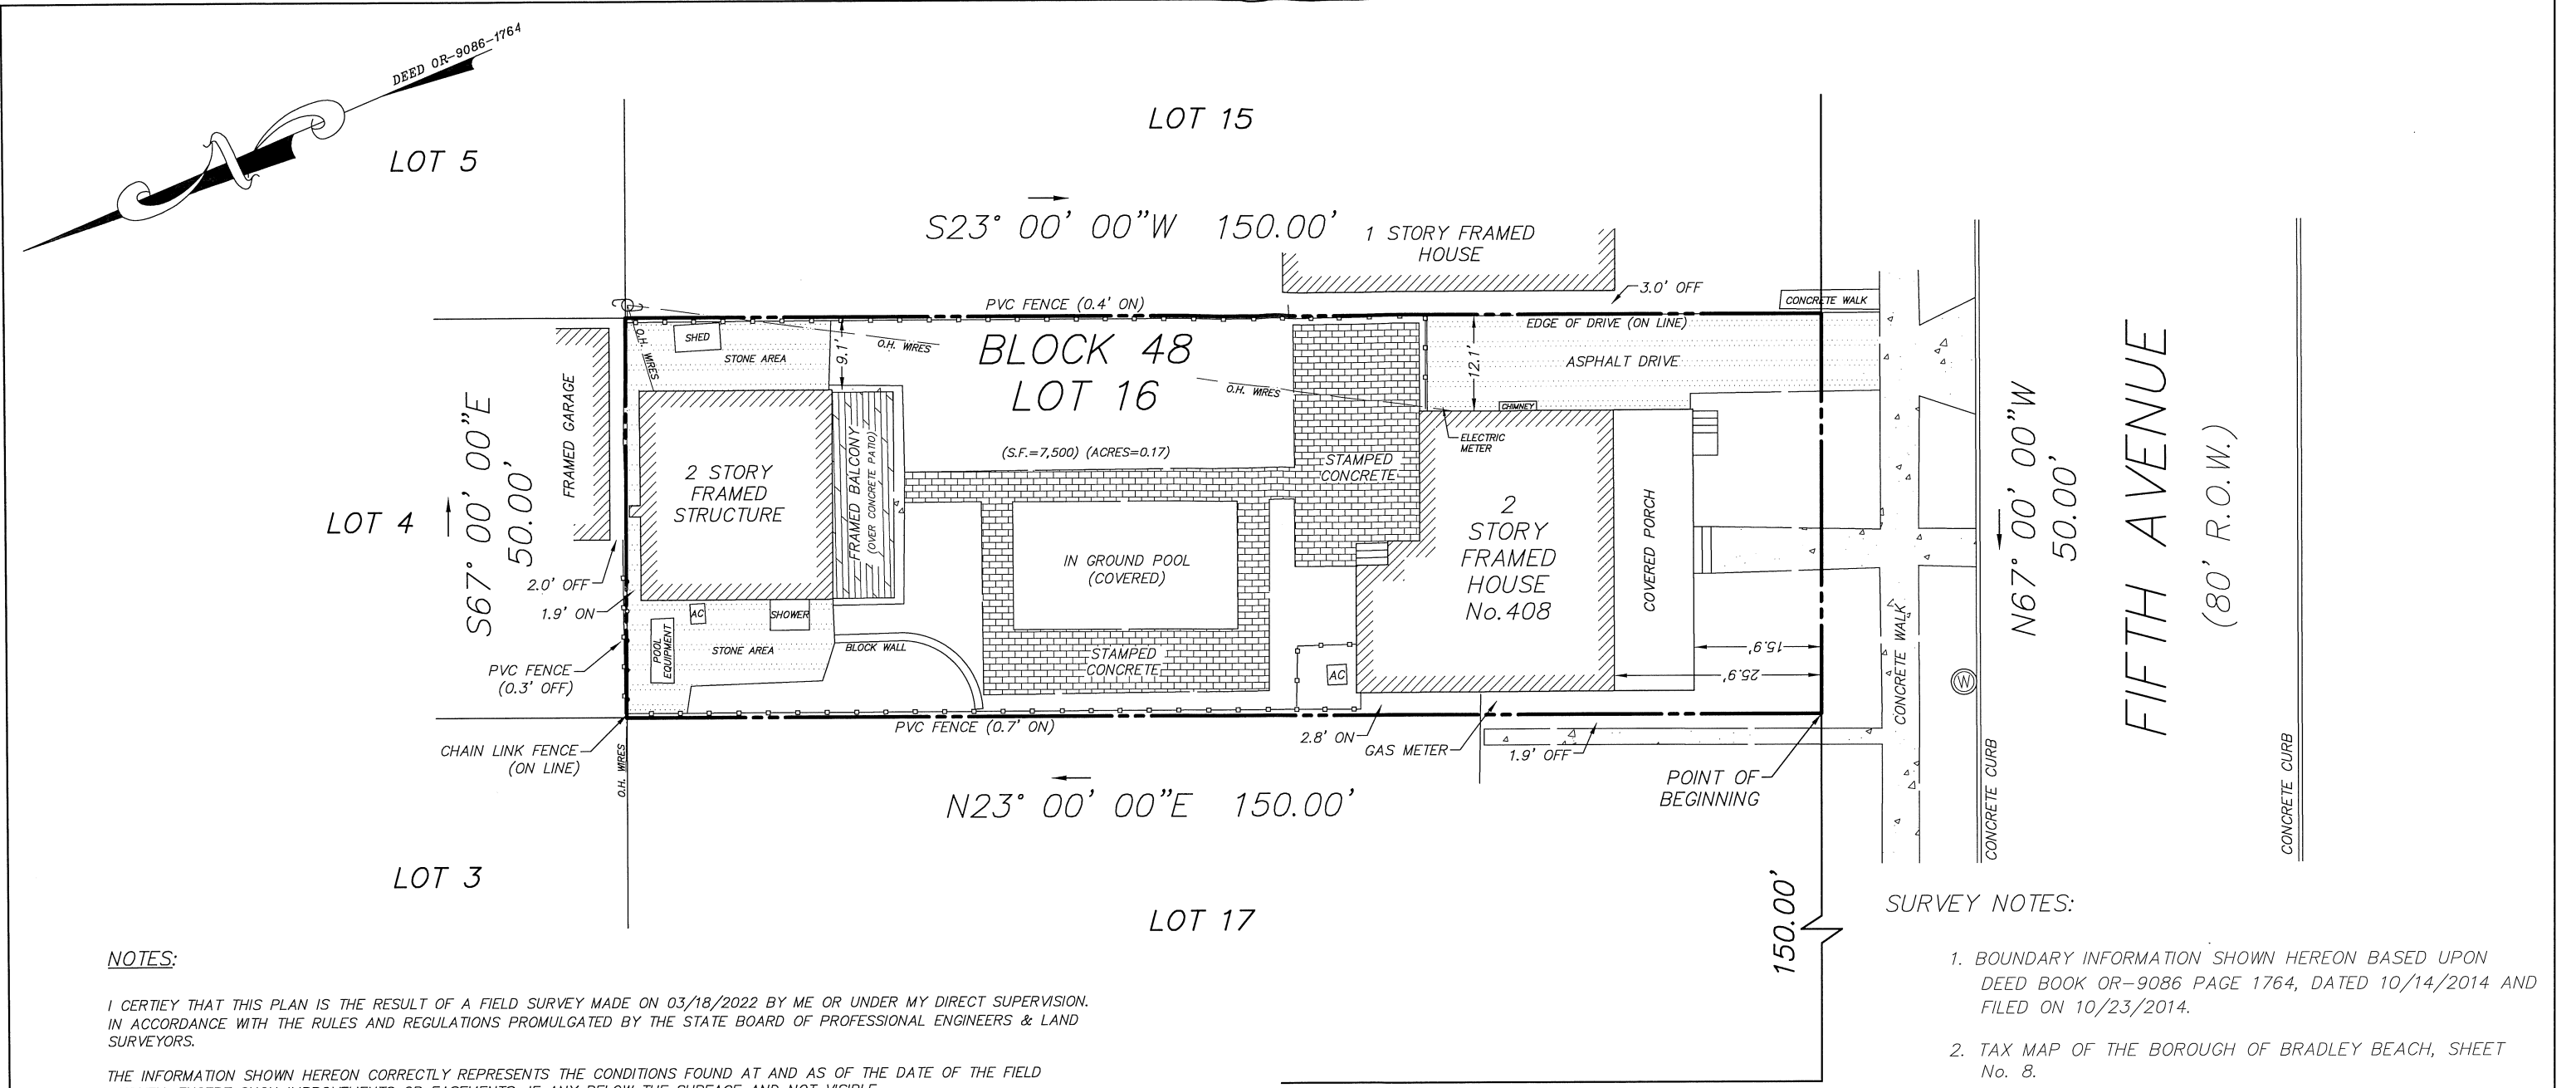 DEED OR-9086-1764
LOT 5
LOT 15
S23° 00' 00"W 150.00'
1 STORY FRAMED
HOUSE
3.0' OFF
CONCRETE WALK
PVC FENCE (0.4' ON)
EDGE OF DRIVE (ON LINE)
SHED
STONE AREA
O.H. WIRES
9.1'
O.H. WIRES
BLOCK 48
LOT 16
(S.F.=7,500) (ACRES=0.17)
O.H. WIRES
12.1'
ASPHALT DRIVE
CHIMNEY
ELECTRIC
METER
FRAMED GARAGE
LOT 4
S67° 00' 00"E
50.00'
2 STORY
FRAMED
STRUCTURE
FRAMED BALCONY
(OVER CONCRETE PATIO)
STAMPED
CONCRETE
IN GROUND POOL
(COVERED)
2
STORY
FRAMED
HOUSE
No.408
COVERED PORCH
15.9'
25.9'
2.0' OFF
1.9' ON
AC
SHOWER
POOL
EQUIPMENT
STONE AREA
BLOCK WALL
STAMPED
CONCRETE
AC
PVC FENCE
(0.3' OFF)
CHAIN LINK FENCE
(ON LINE)
O.H. WIRES
PVC FENCE (0.7' ON)
2.8' ON
GAS METER
1.9' OFF
POINT OF
BEGINNING
N23° 00' 00"E 150.00'
CONCRETE WALK
W
CONCRETE CURB
N67° 00' 00"W
50.00'
FIFTH AVENUE
(80' R.O.W.)
CONCRETE CURB
LOT 3
LOT 17
150.00'
NOTES:
I CERTIEY THAT THIS PLAN IS THE RESULT OF A FIELD SURVEY MADE ON 03/18/2022 BY ME OR UNDER MY DIRECT SUPERVISION.
IN ACCORDANCE WITH THE RULES AND REGULATIONS PROMULGATED BY THE STATE BOARD OF PROFESSIONAL ENGINEERS & LAND
SURVEYORS.
THE INFORMATION SHOWN HEREON CORRECTLY REPRESENTS THE CONDITIONS FOUND AT AND AS OF THE DATE OF THE FIELD
SURVEY NOTES:
1. BOUNDARY INFORMATION SHOWN HEREON BASED UPON
DEED BOOK OR-9086 PAGE 1764, DATED 10/14/2014 AND
FILED ON 10/23/2014.
2. TAX MAP OF THE BOROUGH OF BRADLEY BEACH, SHEET
No. 8.